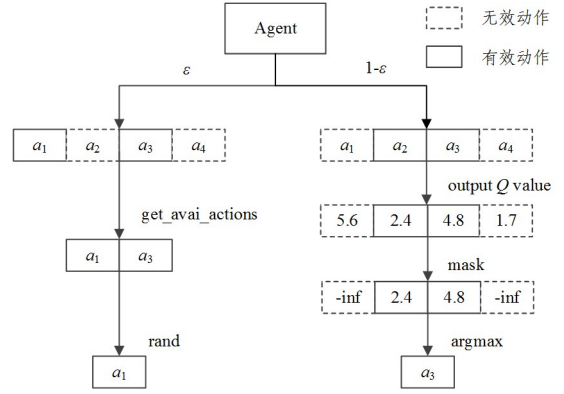 Agent
无效动作
有效动作
ε
1-ε
a1 a2 a3 a4
a1 a2 a3 a4
output Q value
get_avai_actions
5.6 2.4 4.8 1.7
a1 a3
mask
-inf 2.4 4.8 -inf
rand
argmax
a1
a3